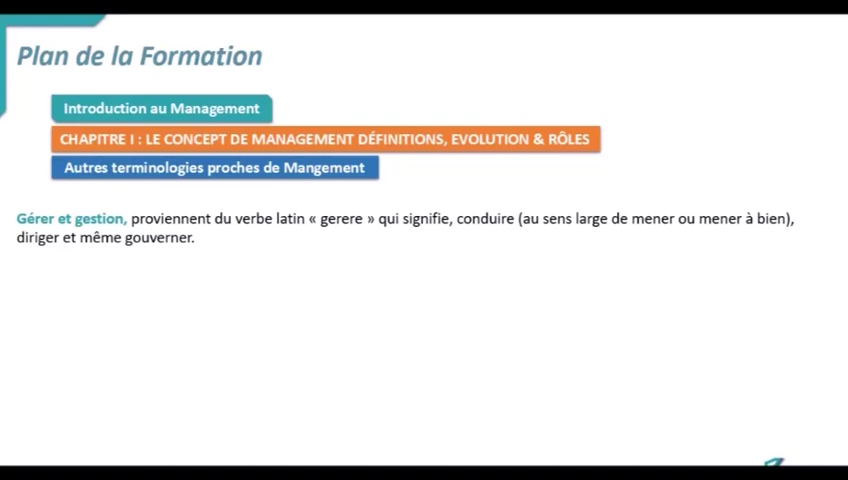 Plan de la Formation
Introduction au Management
CHAPITRE I : LE CONCEPT DE MANAGEMENT DÉFINITIONS, EVOLUTION & RÔLES
Autres terminologies proches de Mangement
Gérer et gestion, proviennent du verbe latin « gerere » qui signifie, conduire (au sens large de mener ou mener à bien),
diriger et même gouverner.